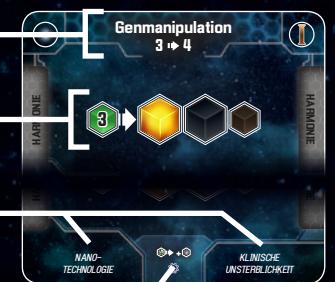 Genmanipulation
3 ➧ 4
HARMONIE
3
HARMONIE
NANO-
TECHNOLOGIE
+
KLINISCHE
UNSTERBLICHKEIT